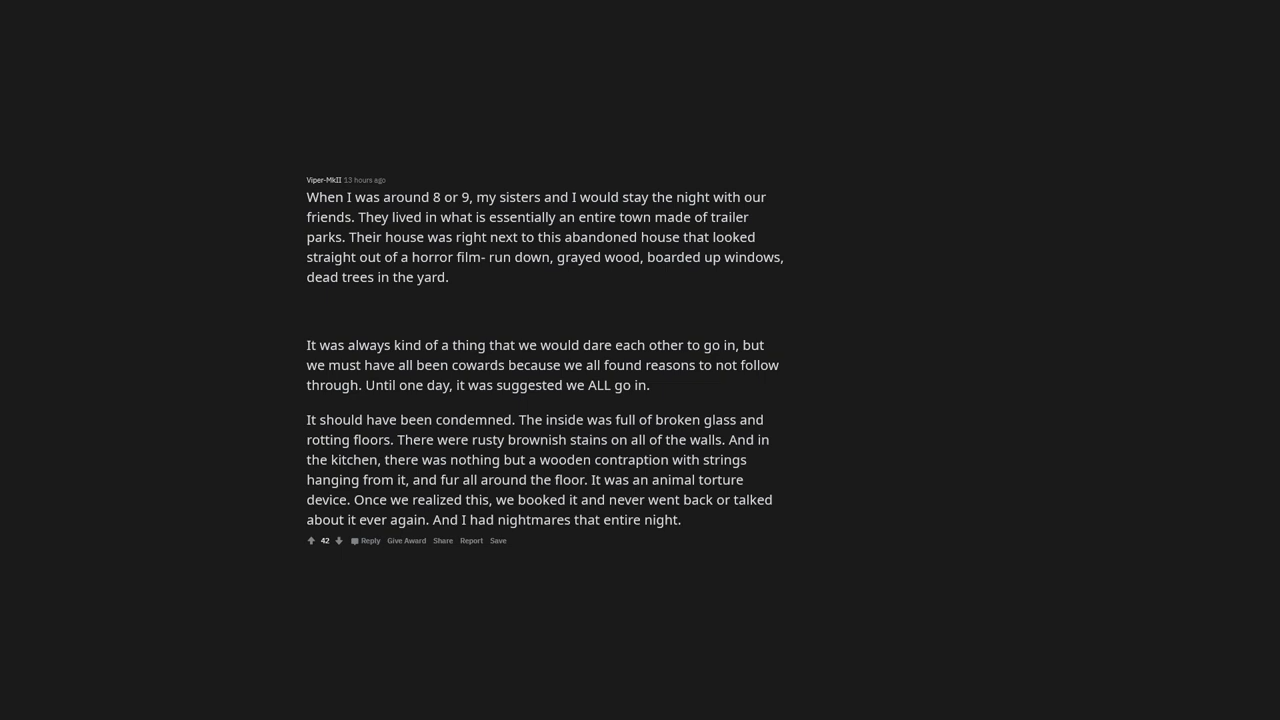 Viper-MkII 13 hours ago
When I was around 8 or 9, my sisters and I would stay the night with our
friends. They lived in what is essentially an entire town made of trailer
parks. Their house was right next to this abandoned house that looked
straight out of a horror film- run down, grayed wood, boarded up windows,
dead trees in the yard.
It was always kind of a thing that we would dare each other to go in, but
we must have all been cowards because we all found reasons to not follow
through. Until one day, it was suggested we ALL go in.
It should have been condemned. The inside was full of broken glass and
rotting floors. There were rusty brownish stains on all of the walls. And in
the kitchen, there was nothing but a wooden contraption with strings
hanging from it, and fur all around the floor. It was an animal torture
device. Once we realized this, we booked it and never went back or talked
about it ever again. And I had nightmares that entire night.
42 Reply Give Award Share Report Save